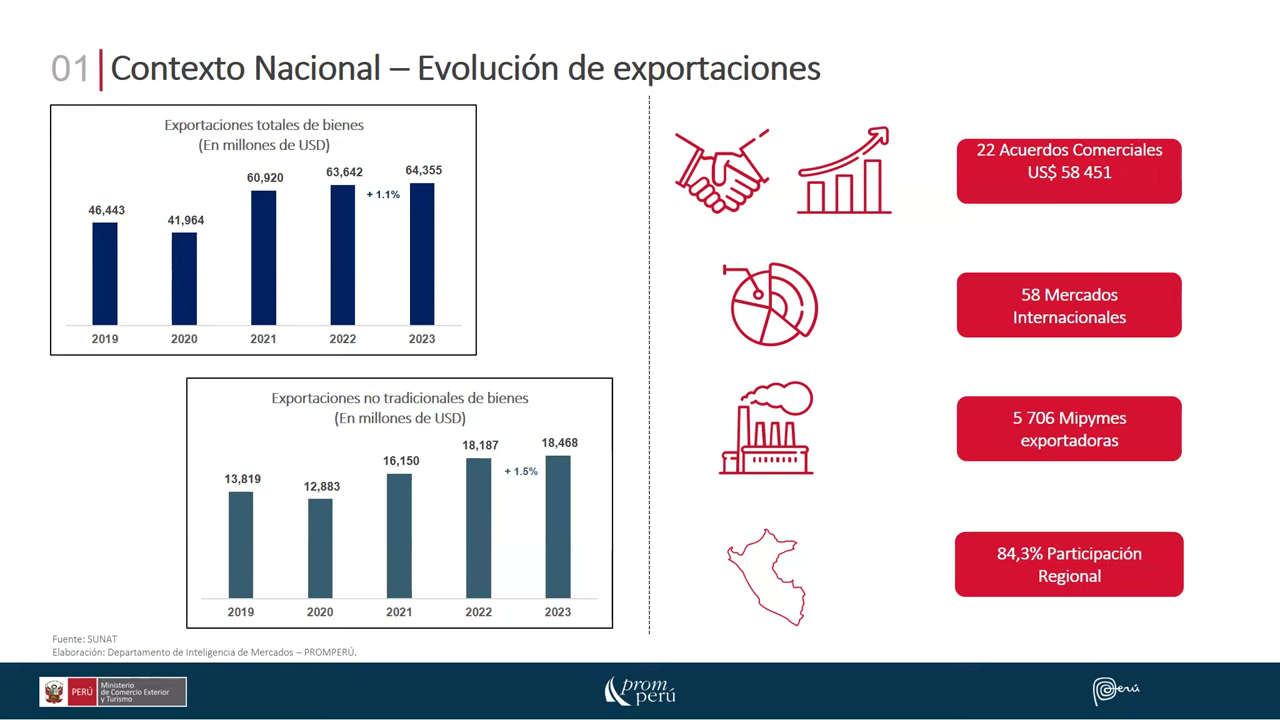 01 Contexto Nacional – Evolución de exportaciones
Exportaciones totales de bienes
(En millones de USD)
46,443
41,964
60,920
63,642
+ 1.1%
64,355
2019
2020
2021
2022
2023
Exportaciones no tradicionales de bienes
(En millones de USD)
13,819
12,883
16,150
18,187
+ 1.5%
18,468
2019
2020
2021
2022
2023
22 Acuerdos Comerciales
US$ 58 451
58 Mercados
Internacionales
5 706 Mipymes
exportadoras
84,3% Participación
Regional
Fuente: SUNAT
Elaboración: Departamento de Inteligencia de Mercados – PROMPERÚ.
PERÚ
Ministerio
de Comercio Exterior
y Turismo
prom
perú
Perú